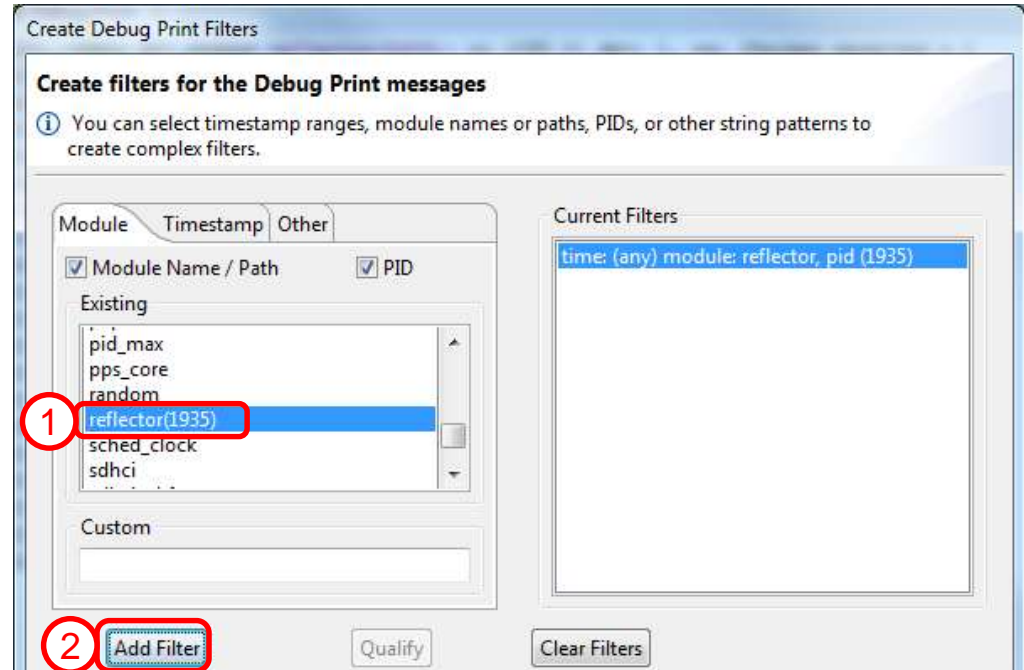 Create Debug Print Filters
Create filters for the Debug Print messages
You can select timestamp ranges, module names or paths, PIDs, or other string patterns to
create complex filters.
Module
Timestamp
Other
Module Name / Path
PID
Existing
pid_max
pps_core
random
1
reflector(1935)
sched_clock
sdhci
Custom
2
Add Filter
Qualify
Current Filters
time: (any) module: reflector, pid (1935)
Clear Filters